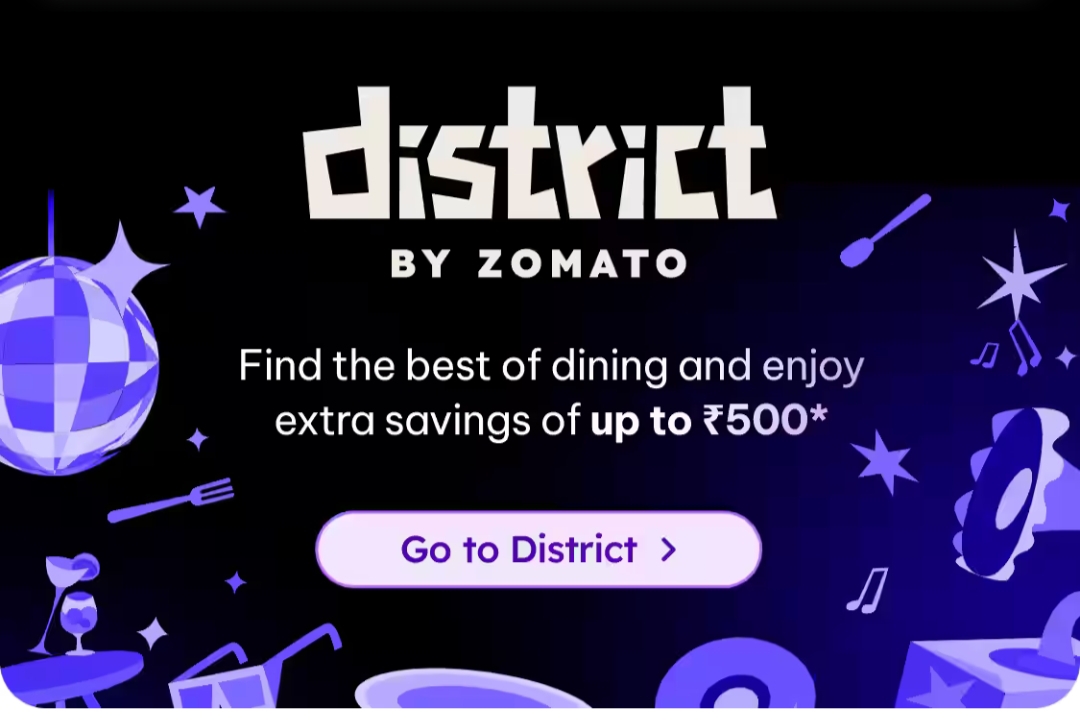 district
BY ZOMATO
Find the best of dining and enjoy
extra savings of up to ₹500*
Go to District >